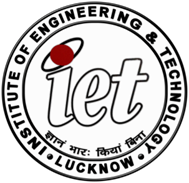 INSTITUTE OF ENGINEERING & TECHNOLOGY
iet
ज्ञानं भारः कियां बिना
• LUCKNOW •